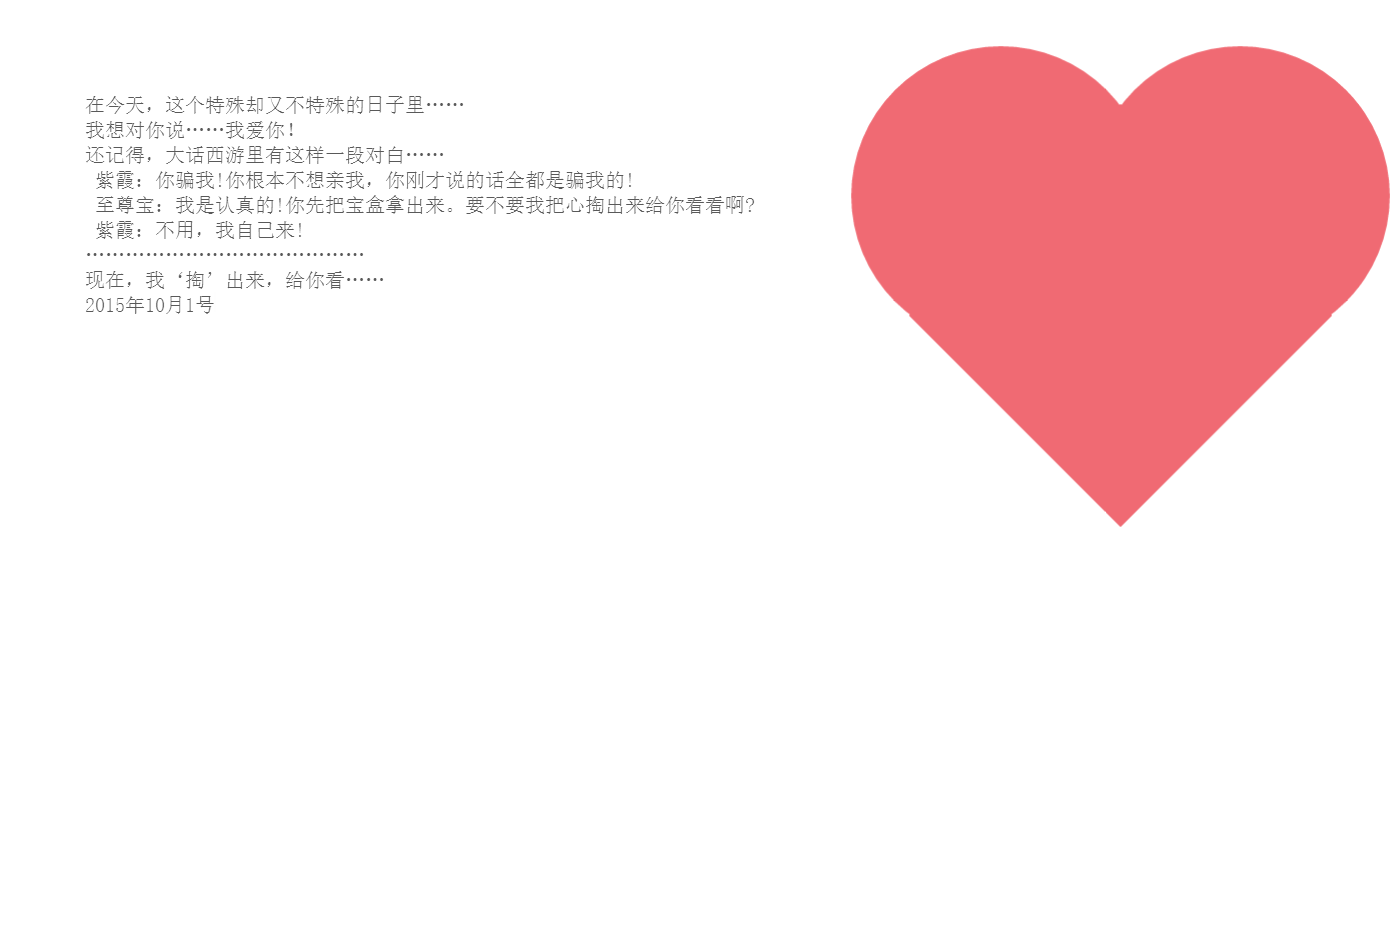 在今天，这个特殊却又不特殊的日子里……
我想对你说……我爱你！
还记得，大话西游里有这样一段对白……
紫霞：你骗我!你根本不想亲我，你刚才说的话全都是骗我的!
至尊宝：我是认真的!你先把宝盒拿出来。要不要我把心掏出来给你看看啊?
紫霞：不用，我自己来!
………………………………………
现在，我‘掏’出来，给你看……
2015年10月1号